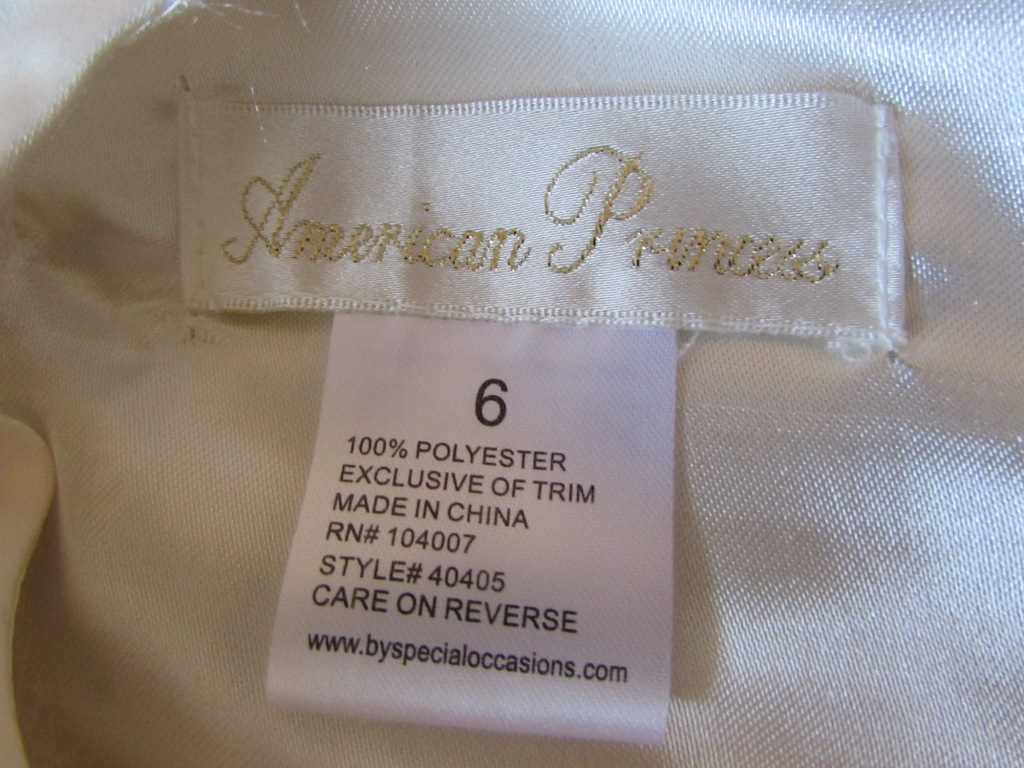 American Princess
6
100% POLYESTER
EXCLUSIVE OF TRIM
MADE IN CHINA
RN# 104007
STYLE# 40405
CARE ON REVERSE
www.byspecialoccasions.com